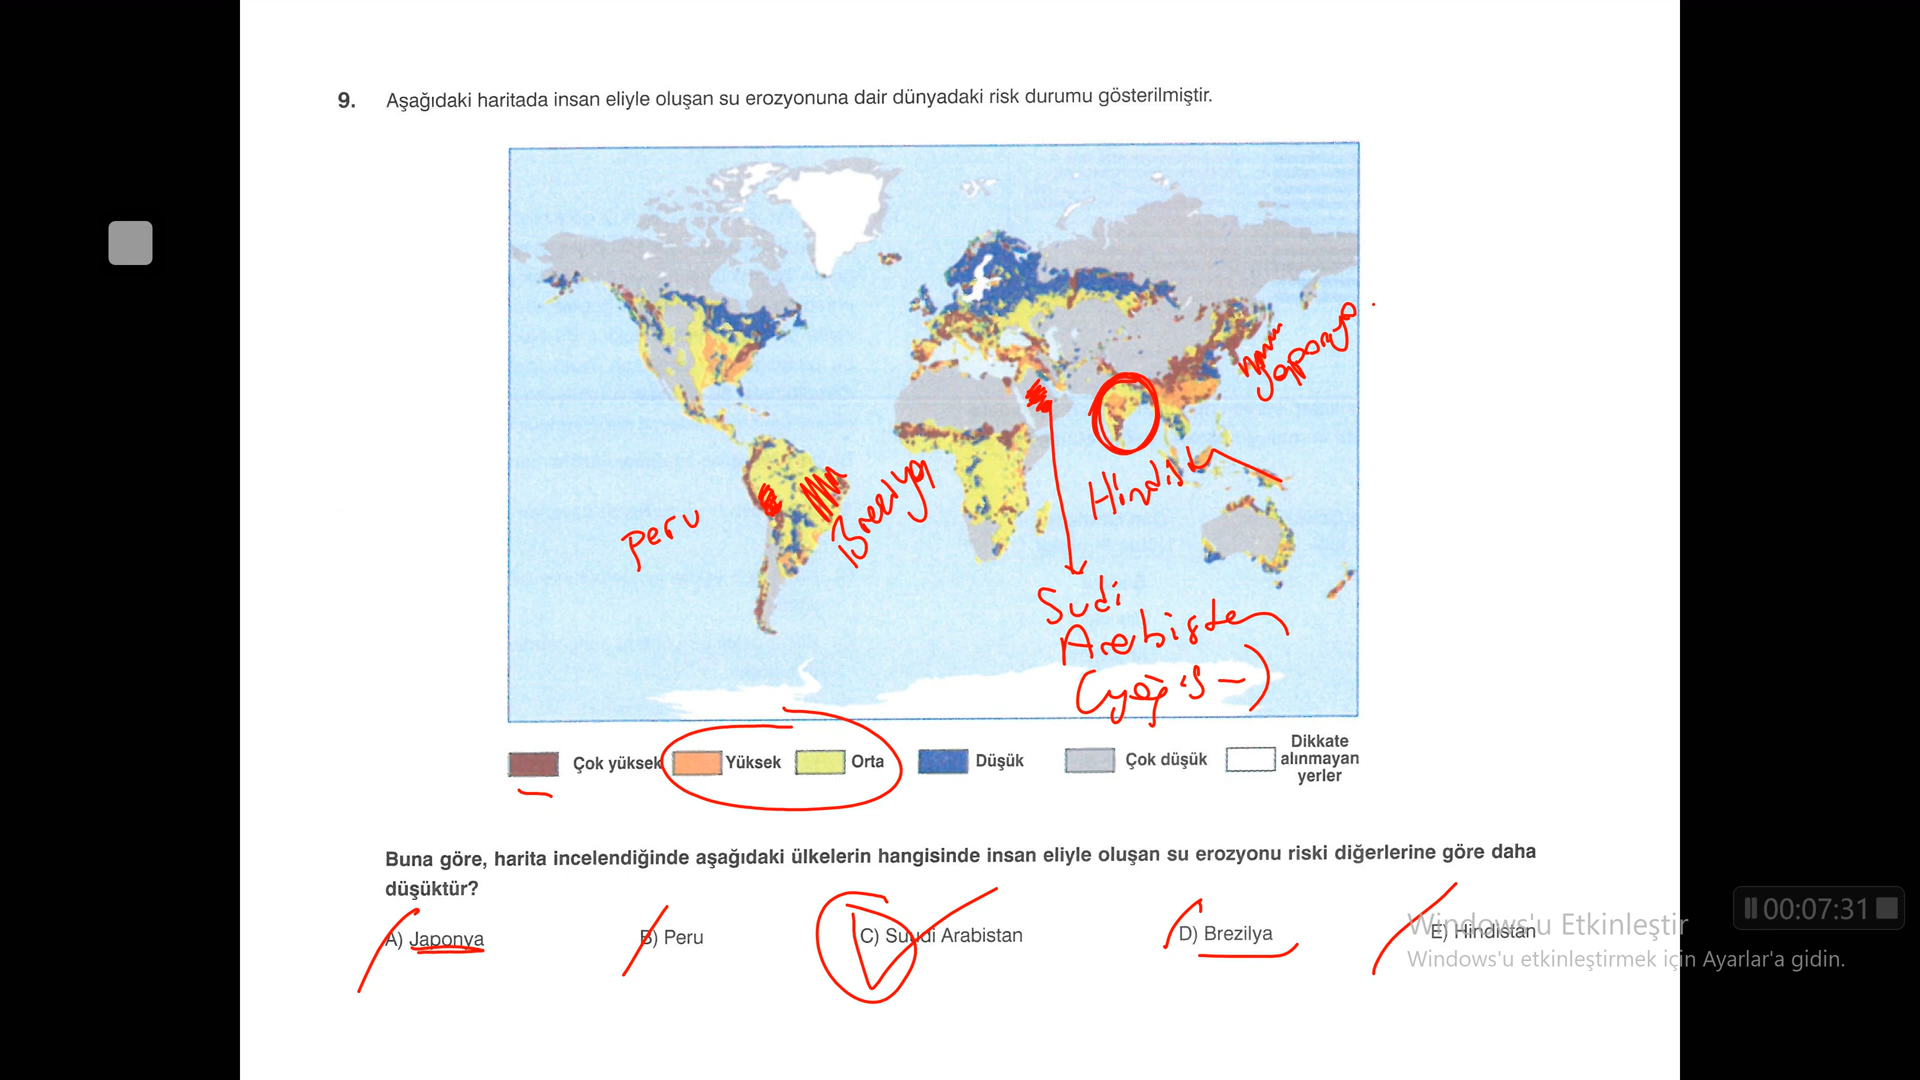 9. Aşağıdaki haritada insan eliyle oluşan su erozyonuna dair dünyadaki risk durumu gösterilmiştir.
Japonya
Peru
Brezilya
Hindis
Sudi
Arabistan
(yağış -)
Çok yüksek
Yüksek
Orta
Düşük
Çok düşük
Dikkate
alınmayan
yerler
Buna göre, harita incelendiğinde aşağıdaki ülkelerin hangisinde insan eliyle oluşan su erozyonu riski diğerlerine göre daha
düşüktür?
A) Japonya
B) Peru
C) Suudi Arabistan
D) Brezilya
E) Hindistan
Windows'u Etkinleştir
Windows'u etkinleştirmek için Ayarlar'a gidin.
00:07:31